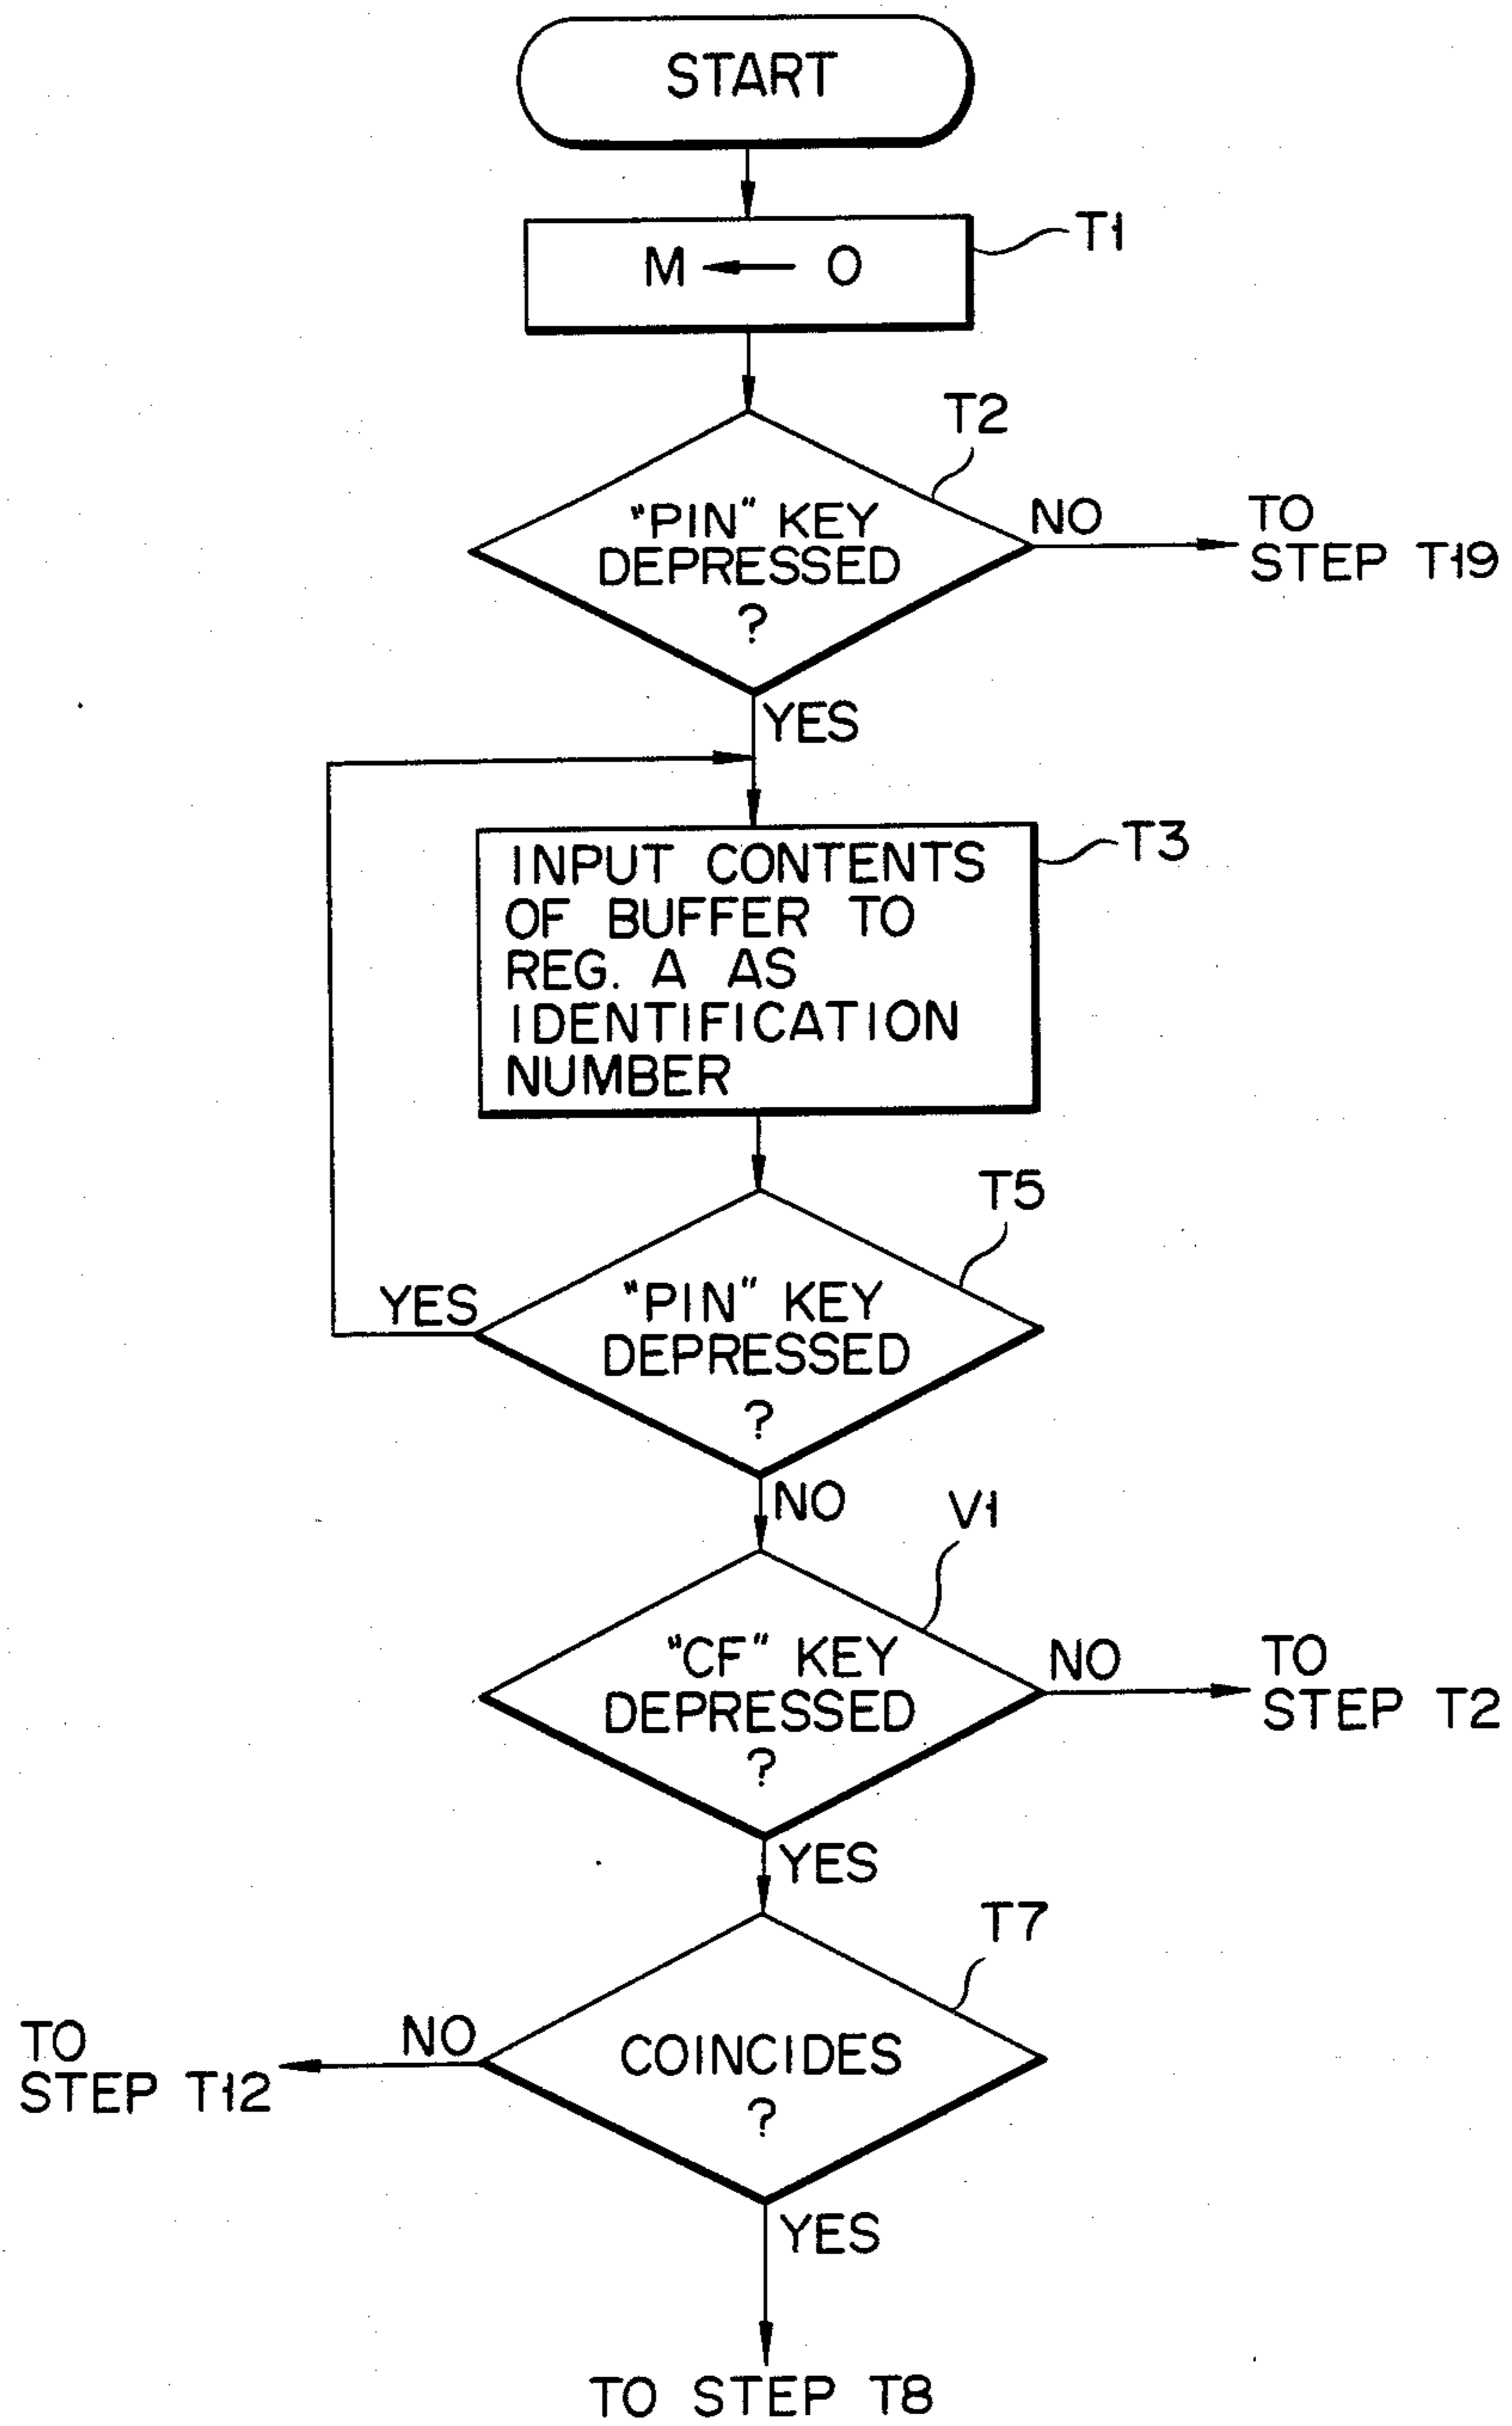 START
M ← O
T1
T2
"PIN" KEY
DEPRESSED
?
NO
TO
STEP T19
YES
T3
INPUT CONTENTS
OF BUFFER TO
REG. A AS
IDENTIFICATION
NUMBER
T5
"PIN" KEY
DEPRESSED
?
YES
NO
V1
"CF" KEY
DEPRESSED
?
NO
TO
STEP T2
YES
T7
COINCIDES
?
NO
TO
STEP T12
YES
TO STEP T8